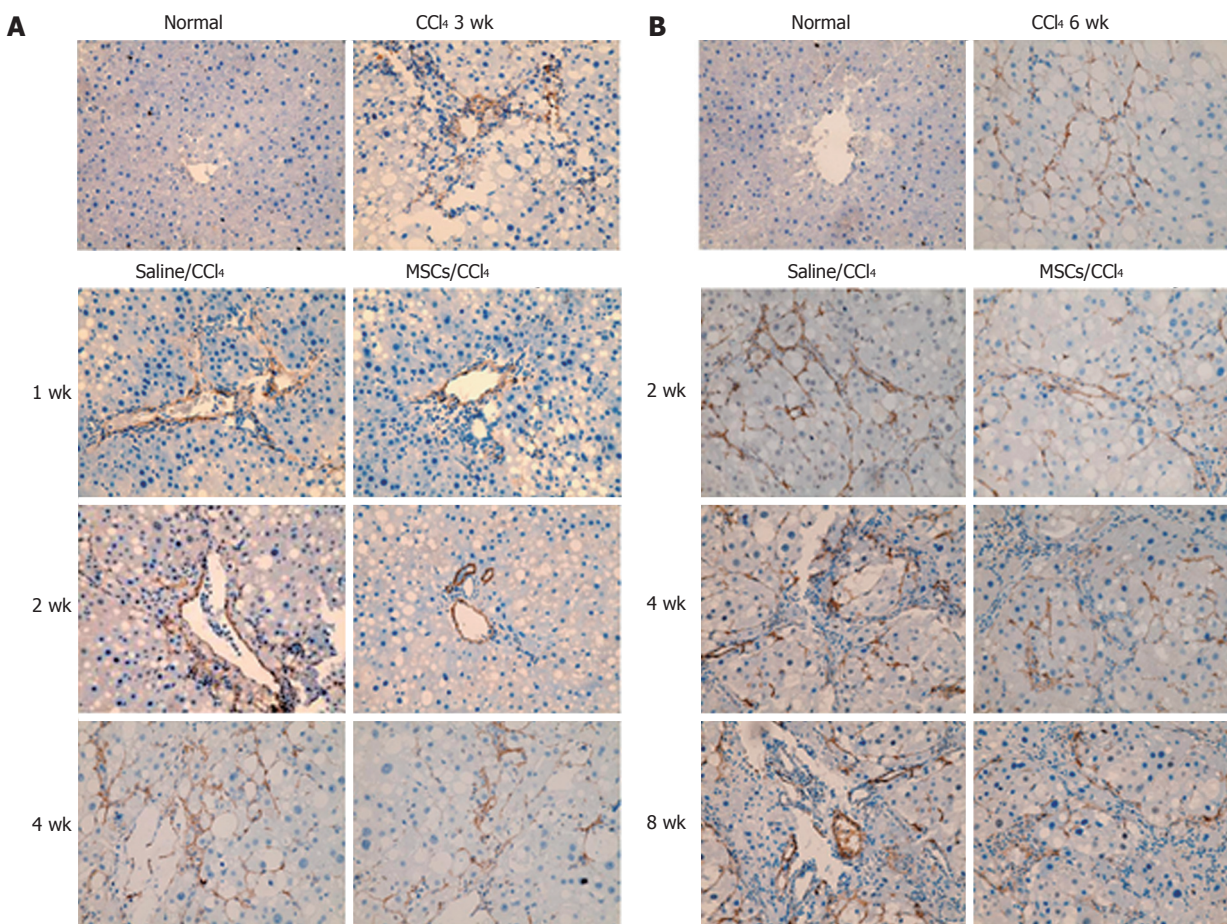 A
Normal
CCl₄ 3 wk
Saline/CCl₄
MSCs/CCl₄
1 wk
2 wk
4 wk
B
Normal
CCl₄ 6 wk
Saline/CCl₄
MSCs/CCl₄
2 wk
4 wk
8 wk